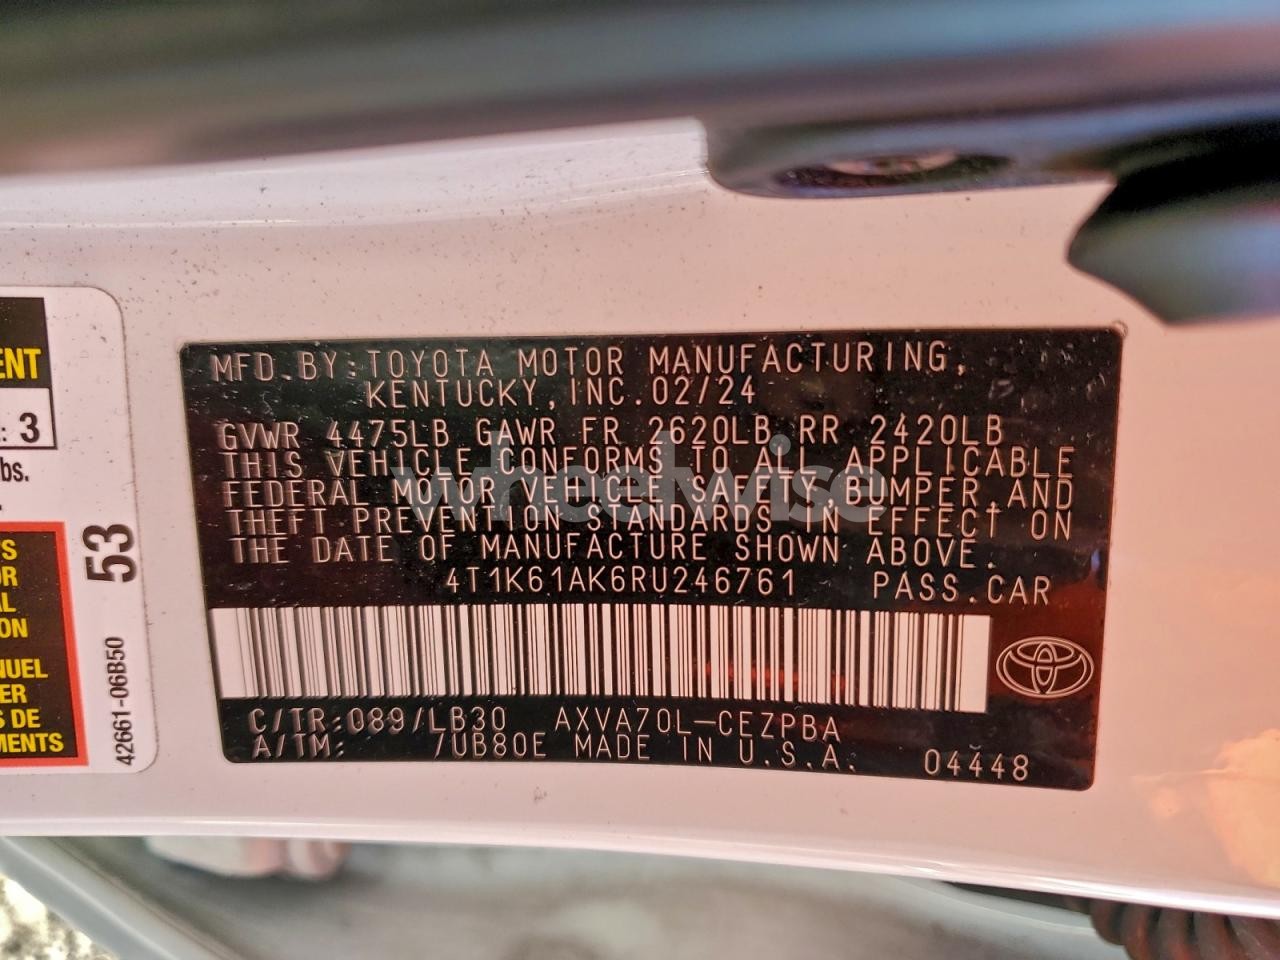 MFD.BY:TOYOTA MOTOR MANUFACTURING,
KENTUCKY,INC.02/24
GVWR 4475LB GAWR FR 2620LB RR 2420LB
THIS VEHICLE CONFORMS TO ALL APPLICABLE
FEDERAL MOTOR VEHICLE SAFETY,BUMPER,AND
THEFT PREVENTION STANDARDS IN EFFECT ON
THE DATE OF MANUFACTURE SHOWN ABOVE.
4T1K61AK6RU246761 PASS.CAR
C/TR:089/LB30 AXVA70L-CEZPBA
A/TM: /UB80E MADE IN U.S.A. 04448
wheelwise
ENT
: 3
bs.
S
OR
AL
ON
NUEL
ER
S DE
MENTS
53
42661-06B50